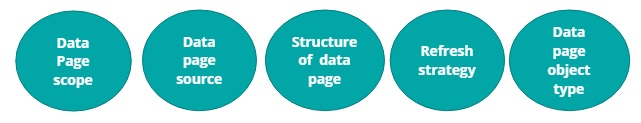 Data
Page
scope
Data
page
source
Structure
of data
page
Refresh
strategy
Data
page
object
type